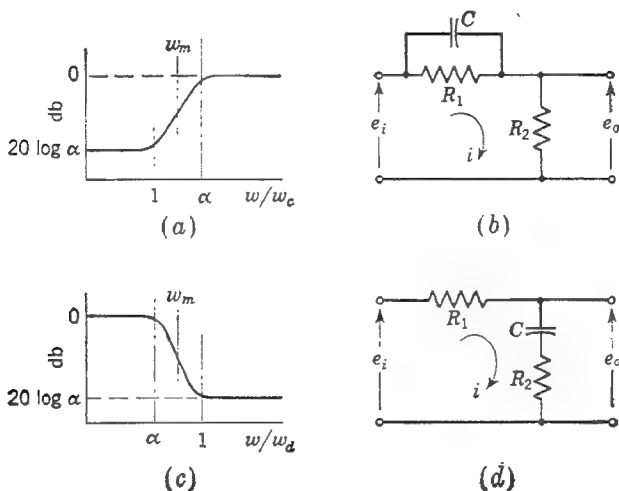 0
db
20 log α
w_m
1
α
w/w_c
(a)
C
R_1
R_2
e_i
e_o
i
(b)
0
db
20 log α
w_m
α
1
w/w_d
(c)
R_1
C
R_2
e_i
e_o
i
(d)